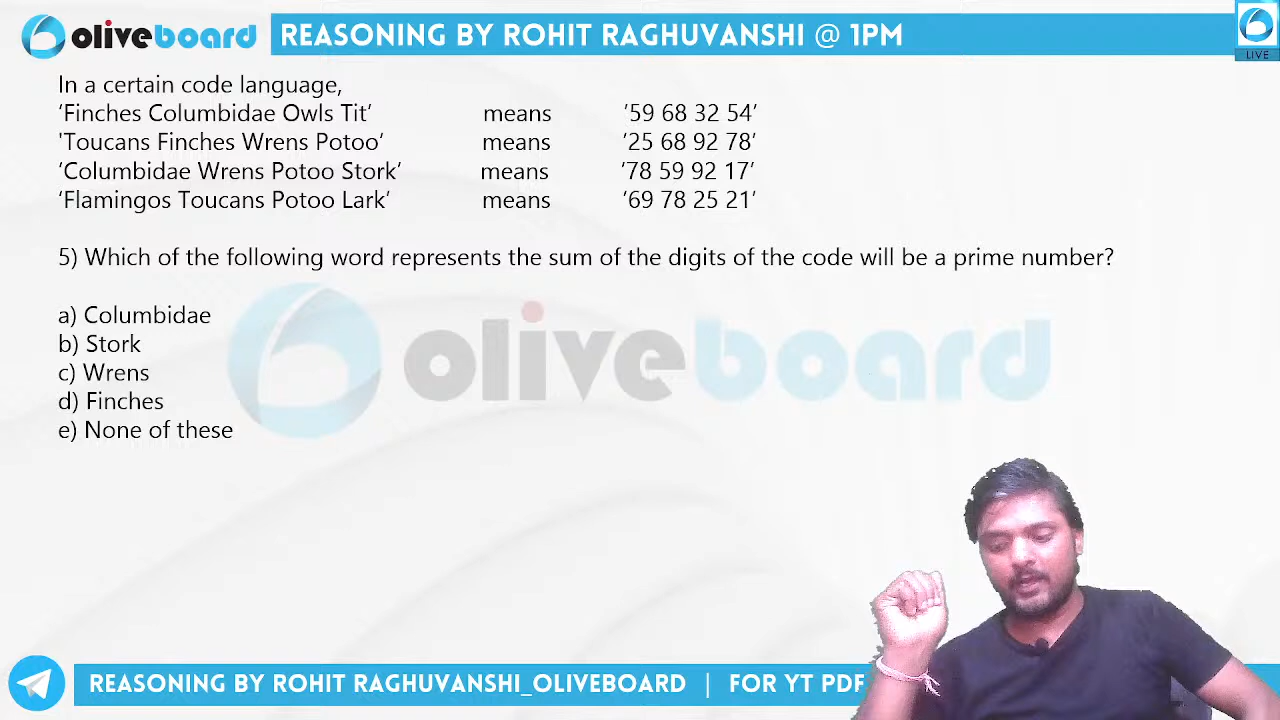 oliveboard REASONING BY ROHIT RAGHUVANSHI @ 1PM
LIVE
In a certain code language,
‘Finches Columbidae Owls Tit’ means ‘59 68 32 54’
'Toucans Finches Wrens Potoo’ means ‘25 68 92 78’
‘Columbidae Wrens Potoo Stork’ means ‘78 59 92 17’
‘Flamingos Toucans Potoo Lark’ means ‘69 78 25 21’
5) Which of the following word represents the sum of the digits of the code will be a prime number?
a) Columbidae
b) Stork
c) Wrens
d) Finches
e) None of these
oliveboard
REASONING BY ROHIT RAGHUVANSHI_OLIVEBOARD | FOR YT PDF